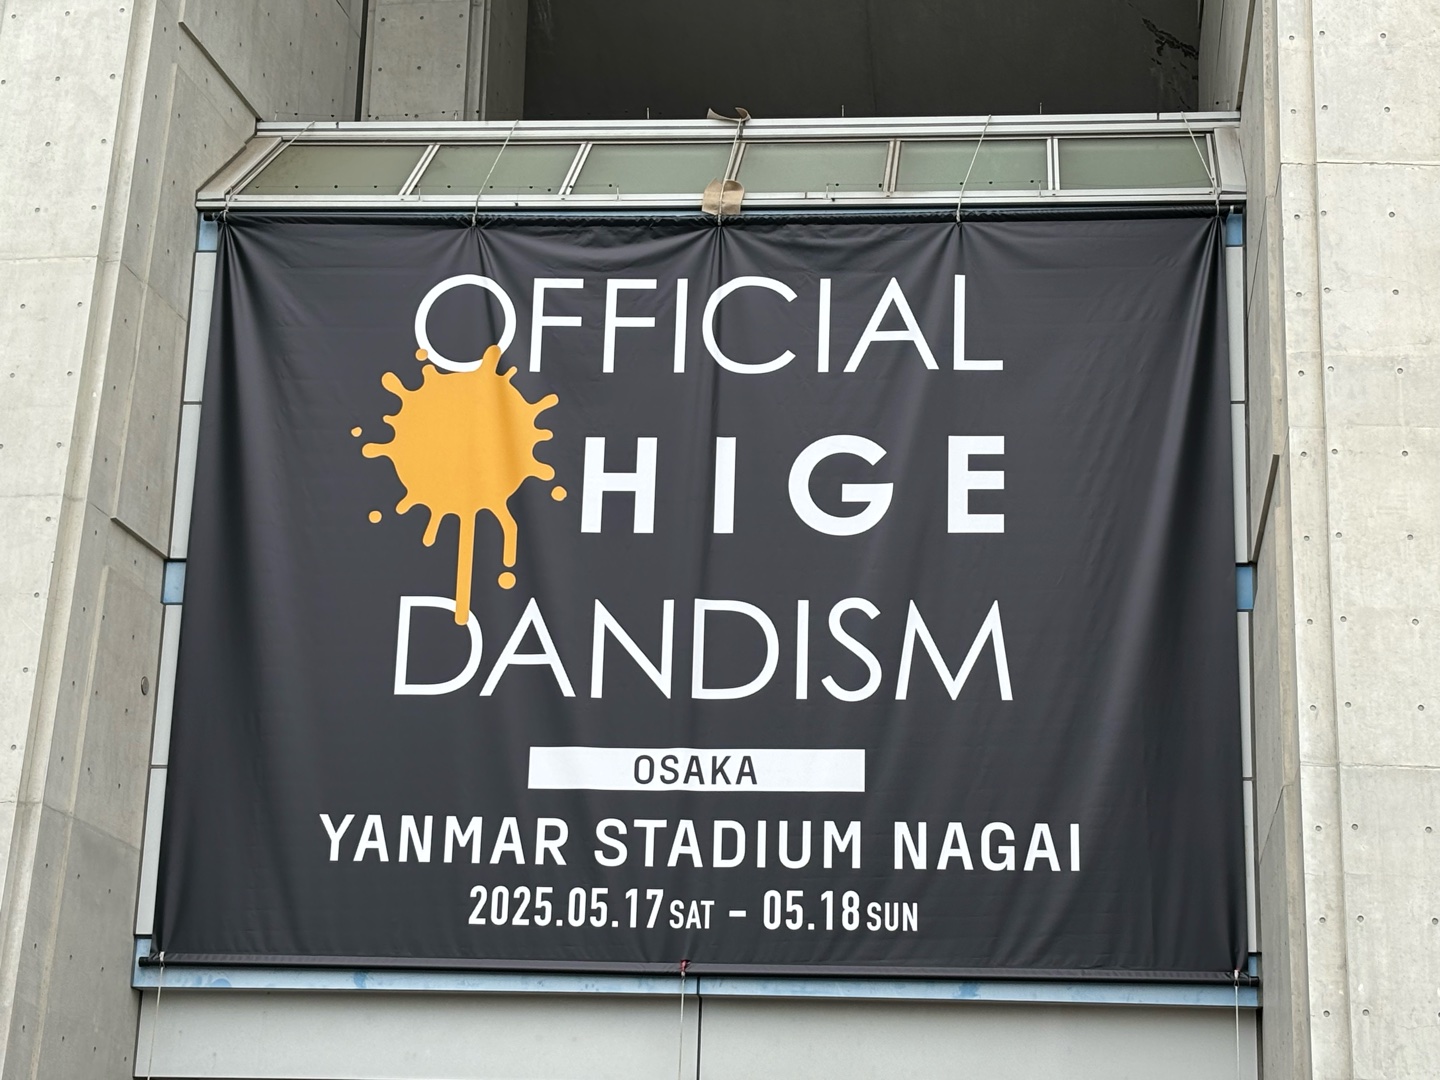 OFFICIAL
HIGE
DANDISM
OSAKA
YANMAR STADIUM NAGAI
2025.05.17 SAT – 05.18 SUN